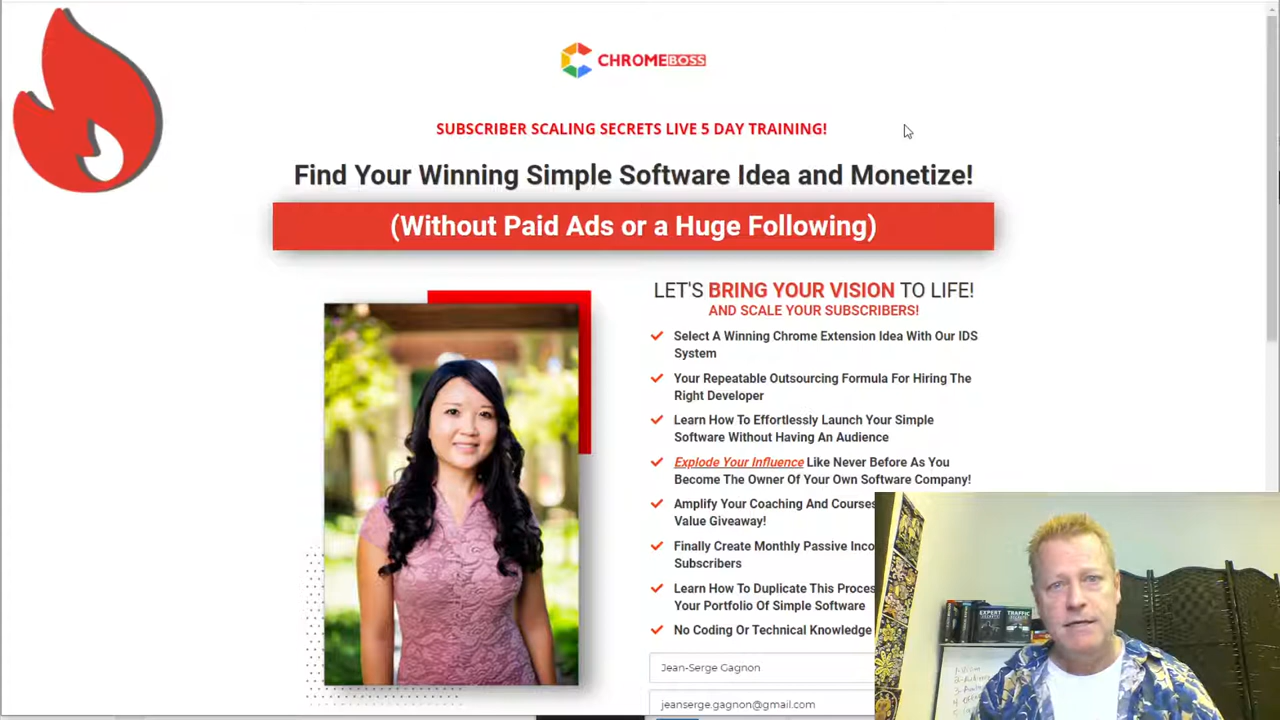 CHROMEBOSS
SUBSCRIBER SCALING SECRETS LIVE 5 DAY TRAINING!
Find Your Winning Simple Software Idea and Monetize!
(Without Paid Ads or a Huge Following)
LET'S BRING YOUR VISION TO LIFE!
AND SCALE YOUR SUBSCRIBERS!
Select A Winning Chrome Extension Idea With Our IDS
System
Your Repeatable Outsourcing Formula For Hiring The
Right Developer
Learn How To Effortlessly Launch Your Simple
Software Without Having An Audience
Explode Your Influence Like Never Before As You
Become The Owner Of Your Own Software Company!
Amplify Your Coaching And Courses
Value Giveaway!
Finally Create Monthly Passive
Subscribers
Learn How To Duplicate This
Your Portfolio Of Simple Software
No Coding Or Technical Knowledge
Jean-Serge Gagnon
jeanserge.gagnon@gmail.com
EXPERT
TRAFFIC